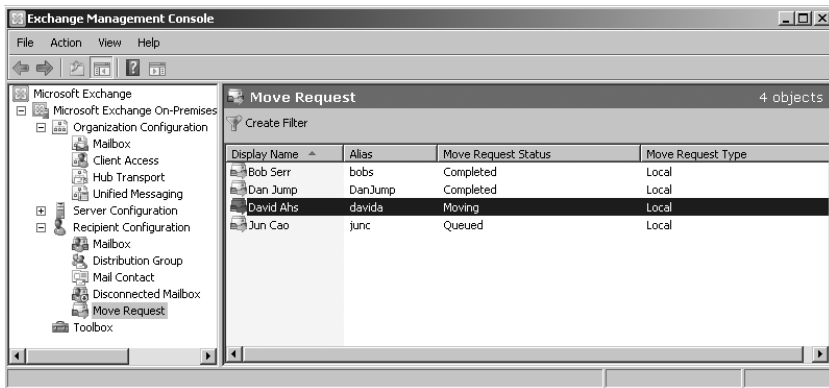 Exchange Management Console
File Action View Help
Microsoft Exchange
Microsoft Exchange On-Premises
Organization Configuration
Mailbox
Client Access
Hub Transport
Unified Messaging
Server Configuration
Recipient Configuration
Mailbox
Distribution Group
Mail Contact
Disconnected Mailbox
Move Request
Toolbox
Move Request 4 objects
Create Filter
Display Name Alias Move Request Status Move Request Type
Bob Serr bobs Completed Local
Dan Jump DanJump Completed Local
David Ahs davida Moving Local
Jun Cao junc Queued Local